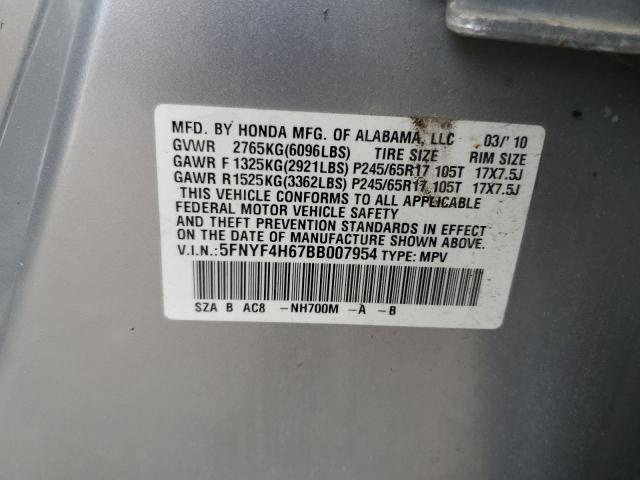 MFD. BY HONDA MFG. OF ALABAMA, LLC 03/'10
GVWR 2765KG(6096LBS) TIRE SIZE RIM SIZE
GAWR F1325KG(2921LBS) P245/65R17 105T 17X7.5J
GAWR R1525KG(3362LBS) P245/65R17 105T 17X7.5J
THIS VEHICLE CONFORMS TO ALL APPLICABLE
FEDERAL MOTOR VEHICLE SAFETY
AND THEFT PREVENTION STANDARDS IN EFFECT
ON THE DATE OF MANUFACTURE SHOWN ABOVE.
V.I.N.:5FNYF4H67BB007954 TYPE: MPV
SZA B AC8 -NH700M -A -B